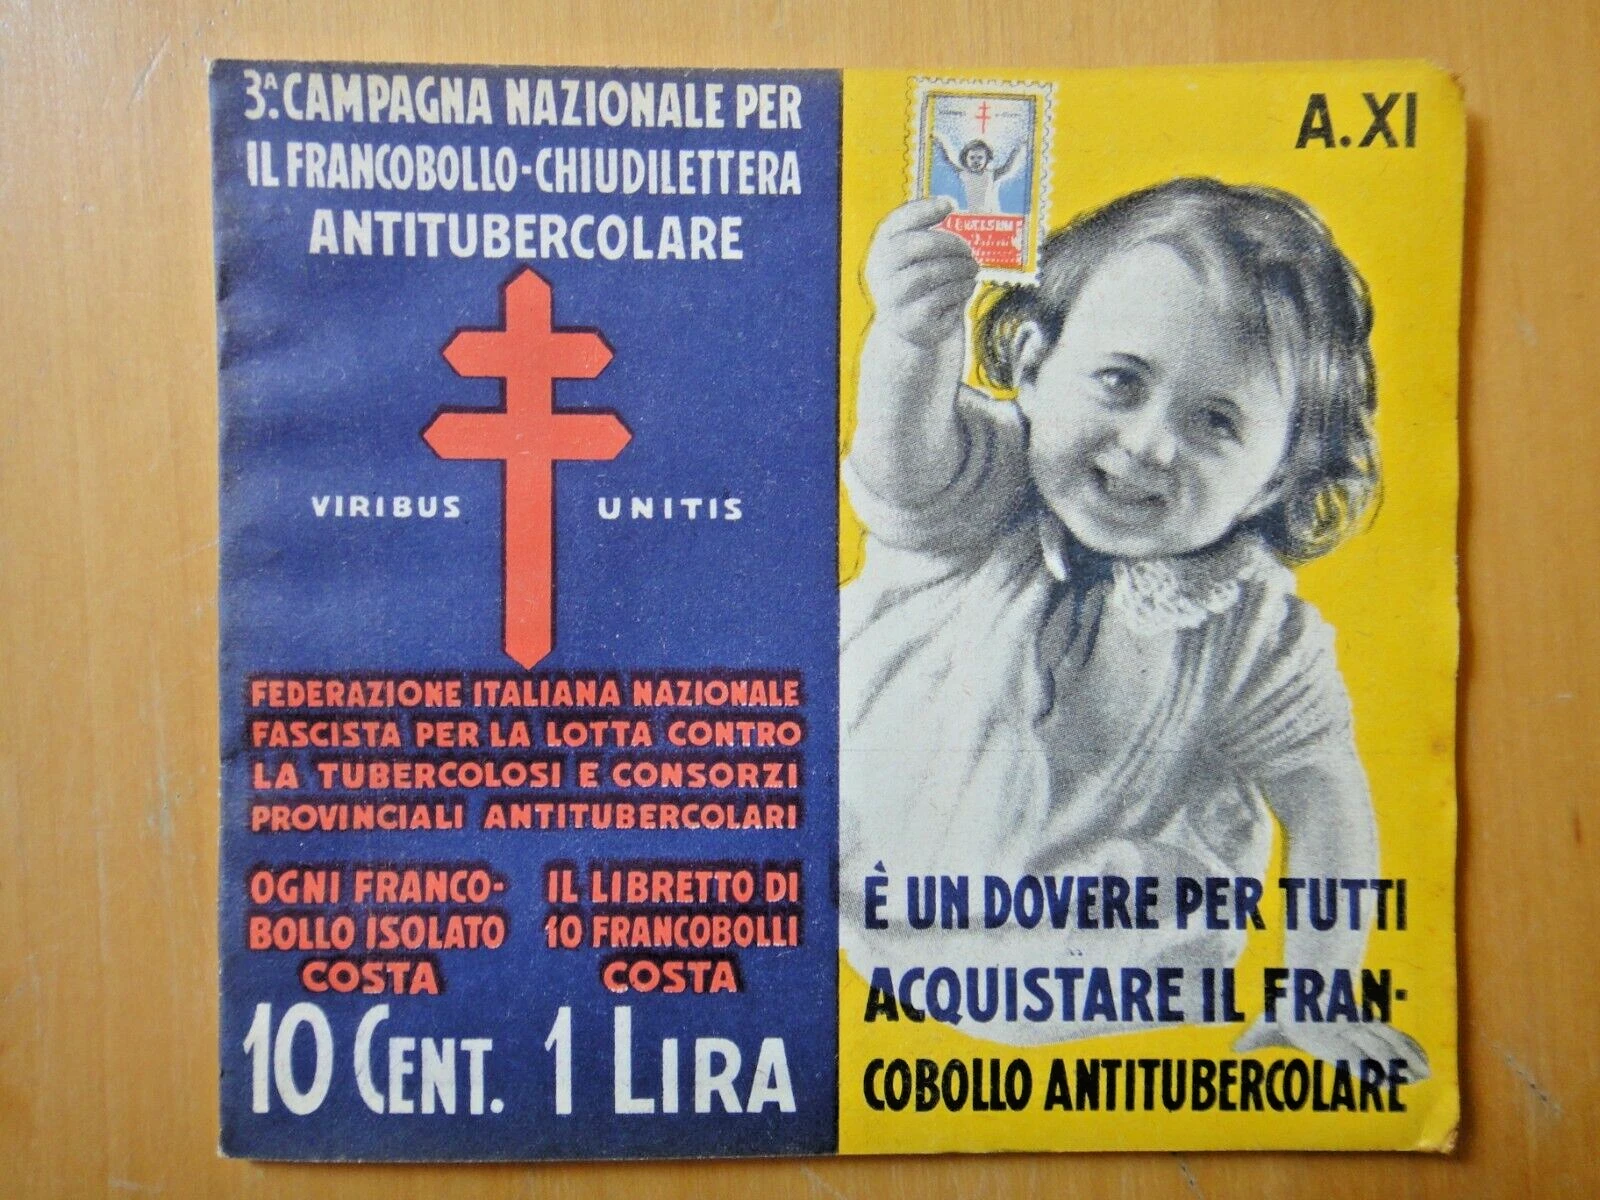 3ª. CAMPAGNA NAZIONALE PER
IL FRANCOBOLLO-CHIUDILETTERA
ANTITUBERCOLARE
VIRIBUS UNITIS
FEDERAZIONE ITALIANA NAZIONALE
FASCISTA PER LA LOTTA CONTRO
LA TUBERCOLOSI E CONSORZI
PROVINCIALI ANTITUBERCOLARI
OGNI FRANCO-
BOLLO ISOLATO
COSTA
10 CENT.
IL LIBRETTO DI
10 FRANCOBOLLI
COSTA
1 LIRA
A.XI
È UN DOVERE PER TUTTI
ACQUISTARE IL FRAN-
COBOLLO ANTITUBERCOLARE